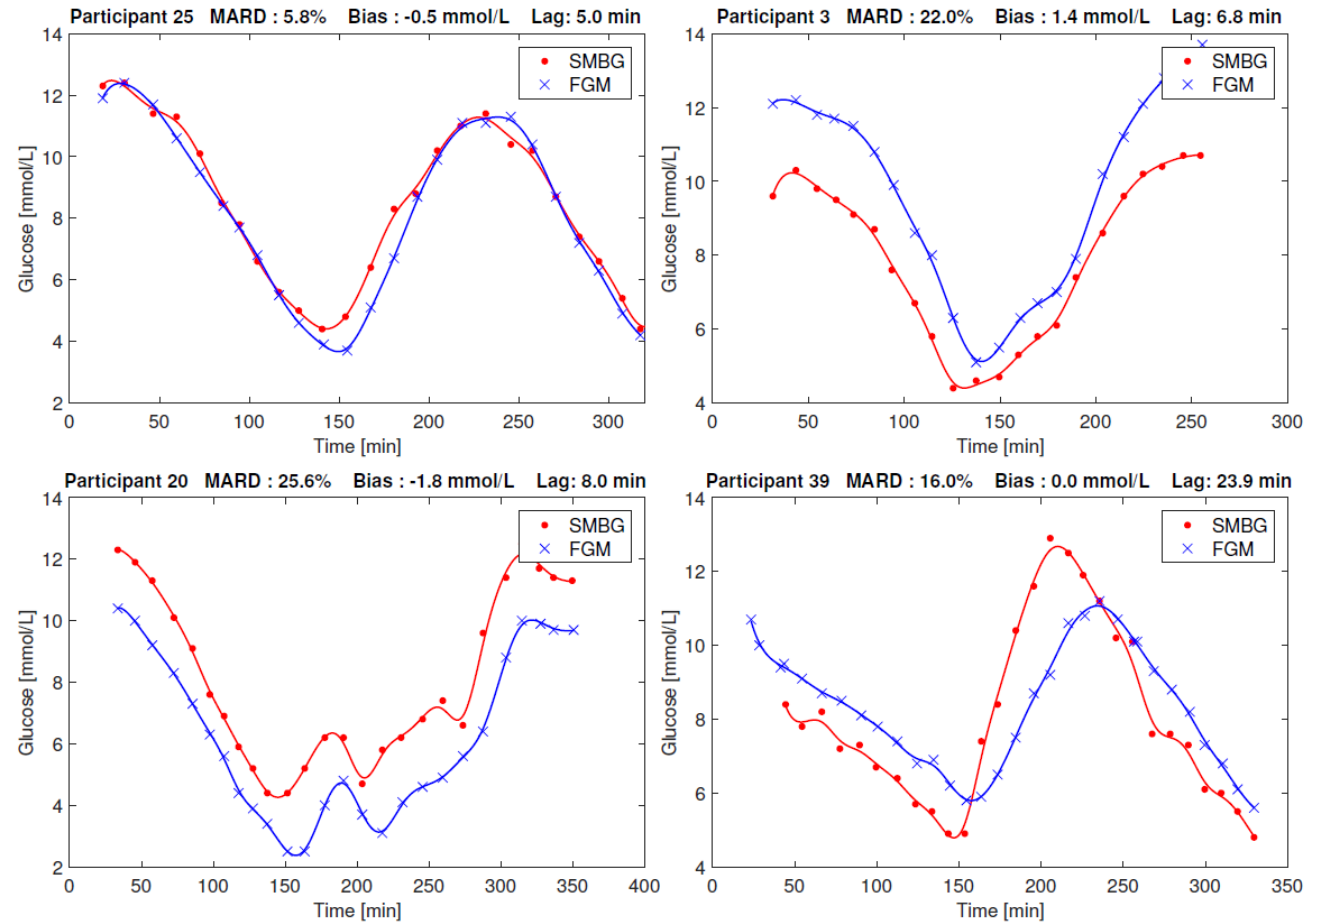 Participant 25 MARD : 5.8% Bias : -0.5 mmol/L Lag: 5.0 min
14
12
10
8
6
4
2
Glucose [mmol/L]
SMBG
FGM
0 50 100 150 200 250 300
Time [min]
Participant 3 MARD : 22.0% Bias : 1.4 mmol/L Lag: 6.8 min
14
12
10
8
6
4
Glucose [mmol/L]
SMBG
FGM
0 50 100 150 200 250 300
Time [min]
Participant 20 MARD : 25.6% Bias : -1.8 mmol/L Lag: 8.0 min
14
12
10
8
6
4
2
Glucose [mmol/L]
SMBG
FGM
0 50 100 150 200 250 300 350 400
Time [min]
Participant 39 MARD : 16.0% Bias : 0.0 mmol/L Lag: 23.9 min
14
12
10
8
6
4
Glucose [mmol/L]
SMBG
FGM
0 50 100 150 200 250 300 350
Time [min]